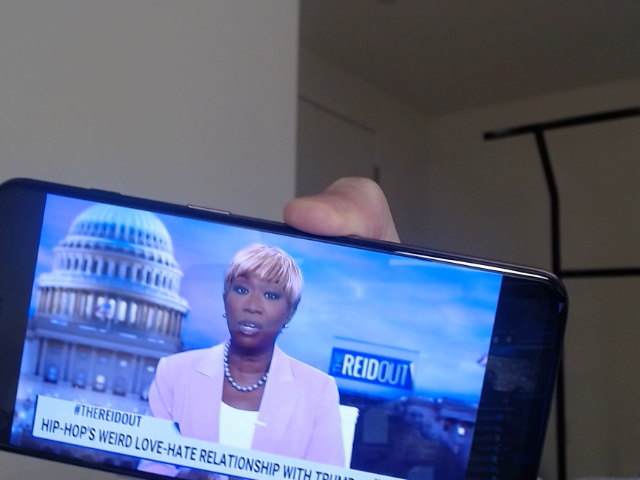 REIDOUT
#THEREIDOUT
HIP-HOP'S WEIRD LOVE-HATE RELATIONSHIP WITH TRUMP